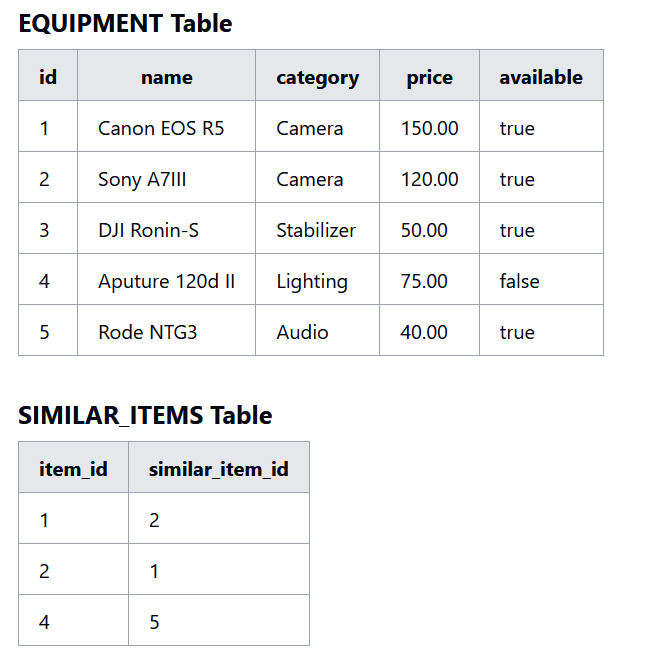 EQUIPMENT Table
id name category price available
1 Canon EOS R5 Camera 150.00 true
2 Sony A7III Camera 120.00 true
3 DJI Ronin-S Stabilizer 50.00 true
4 Aputure 120d II Lighting 75.00 false
5 Rode NTG3 Audio 40.00 true
SIMILAR_ITEMS Table
item_id similar_item_id
1 2
2 1
4 5